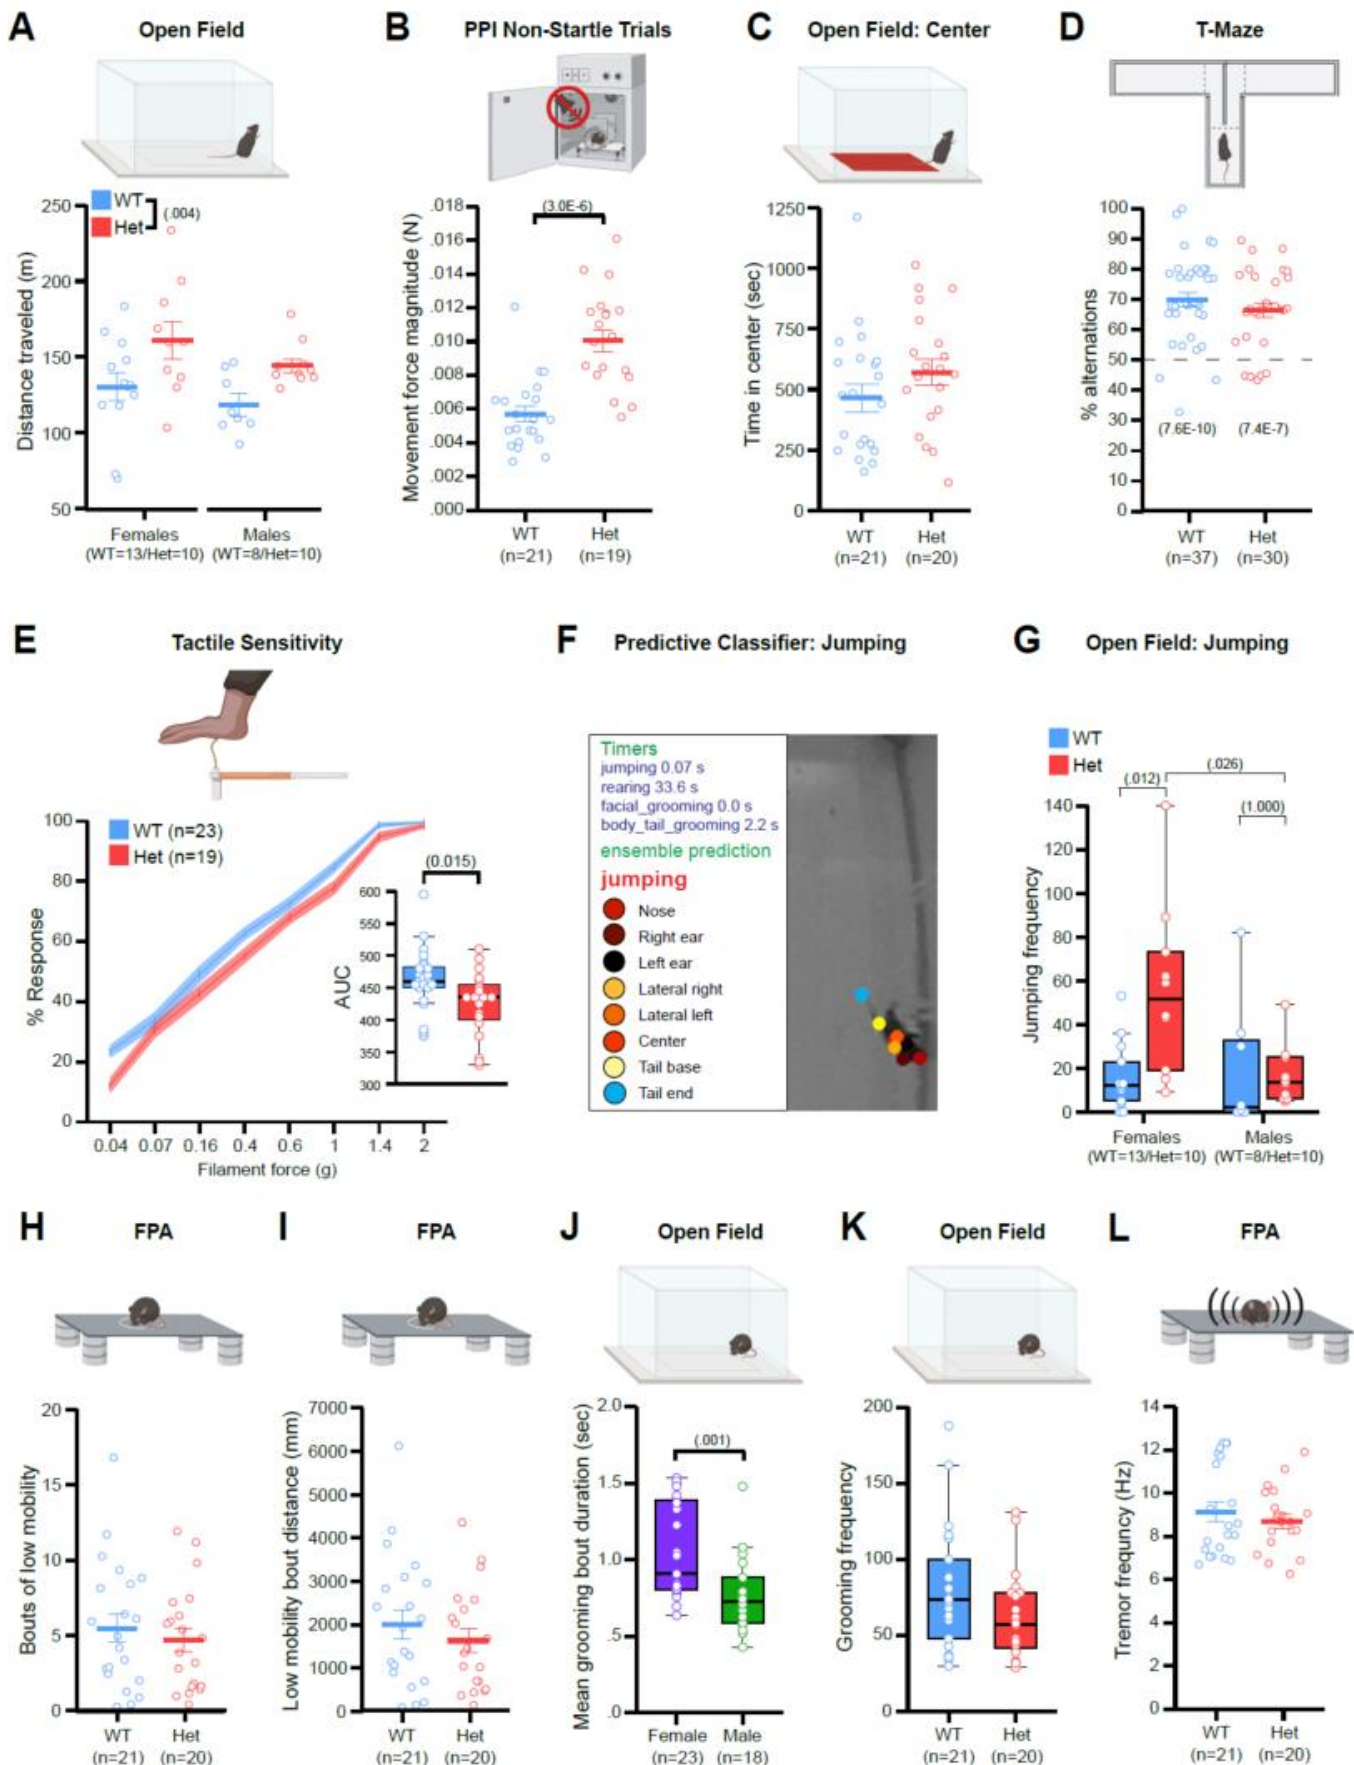 A Open Field
B PPI Non-Startle Trials
C Open Field: Center
D T-Maze
WT
Het
(.004)
Distance traveled (m)
250
200
150
100
50
Females
(WT=13/Het=10)
Males
(WT=8/Het=10)
(3.0E-6)
Movement force magnitude (N)
.018
.016
.014
.012
.010
.008
.006
.004
.002
.000
WT
(n=21)
Het
(n=19)
Time in center (sec)
1250
1000
750
500
250
0
WT
(n=21)
Het
(n=20)
% alternations
100
90
80
70
60
50
40
30
20
10
0
(7.6E-10)
(7.4E-7)
WT
(n=37)
Het
(n=30)
E Tactile Sensitivity
F Predictive Classifier: Jumping
G Open Field: Jumping
WT (n=23)
Het (n=19)
% Response
100
80
60
40
20
0
0.04 0.07 0.16 0.4 0.6 1 1.4 2
Filament force (g)
(0.015)
AUC
600
500
450
400
350
300
Timers
jumping 0.07 s
rearing 33.6 s
facial_grooming 0.0 s
body_tail_grooming 2.2 s
ensemble prediction
jumping
Nose
Right ear
Left ear
Lateral right
Lateral left
Center
Tail base
Tail end
WT
Het
(.012)
(.026)
(1.000)
Jumping frequency
140
120
100
80
60
40
20
0
Females
(WT=13/Het=10)
Males
(WT=8/Het=10)
H FPA
I FPA
J Open Field
K Open Field
L FPA
Bouts of low mobility
20
15
10
5
0
WT
(n=21)
Het
(n=20)
Low mobility bout distance (mm)
7000
6000
5000
4000
3000
2000
1000
0
WT
(n=21)
Het
(n=20)
Mean grooming bout duration (sec)
2.0
1.5
1.0
.5
.0
(.001)
Female
(n=23)
Male
(n=18)
Grooming frequency
200
150
100
50
0
WT
(n=21)
Het
(n=20)
Tremor frequncy (Hz)
14
12
10
8
6
4
2
0
WT
(n=21)
Het
(n=20)